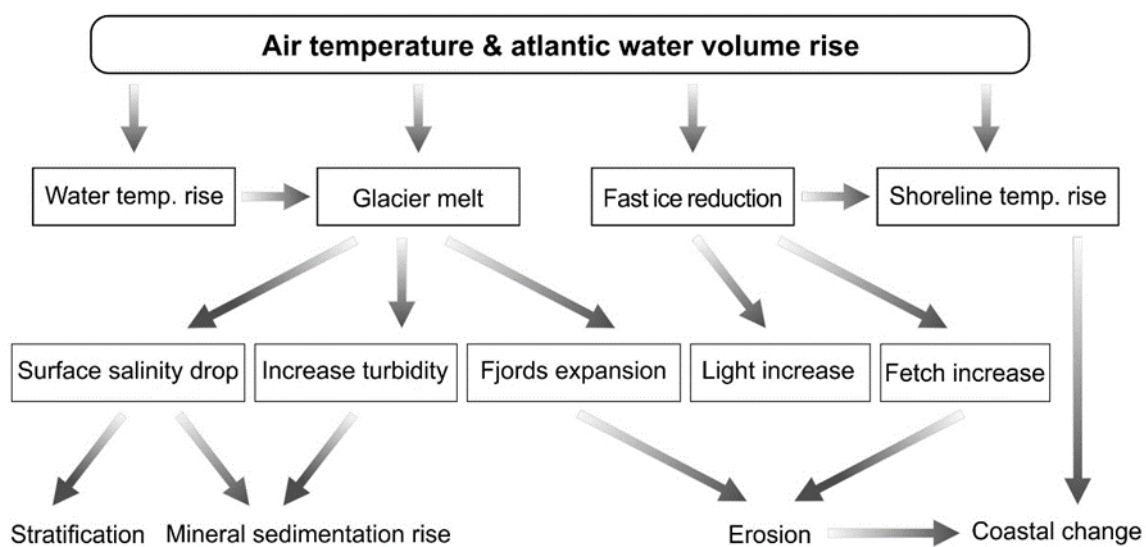 Air temperature & atlantic water volume rise
Water temp. rise
Glacier melt
Fast ice reduction
Shoreline temp. rise
Surface salinity drop
Increase turbidity
Fjords expansion
Light increase
Fetch increase
Stratification
Mineral sedimentation rise
Erosion
Coastal change